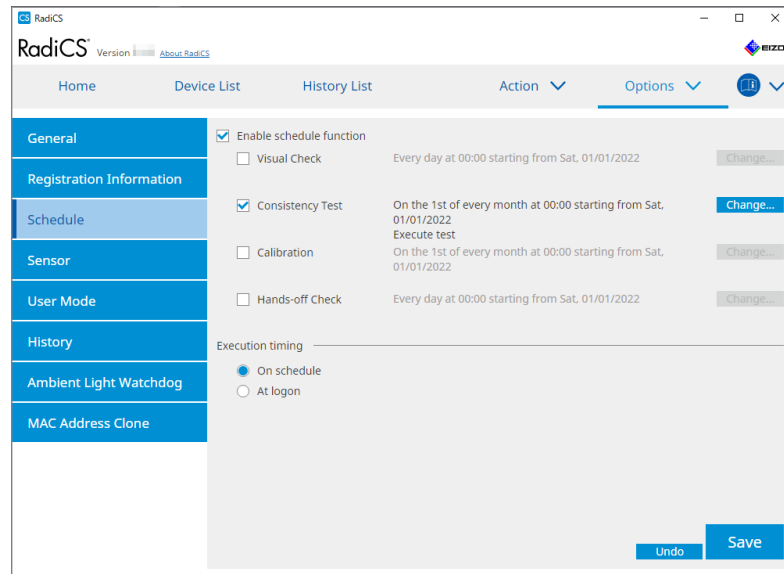 CS RadiCS
RadiCS® Version About RadiCS
EIZO
Home Device List History List Action Options
General
Registration Information
Schedule
Sensor
User Mode
History
Ambient Light Watchdog
MAC Address Clone
Enable schedule function
Visual Check Every day at 00:00 starting from Sat, 01/01/2022 Change...
Consistency Test On the 1st of every month at 00:00 starting from Sat, Change...
01/01/2022
Execute test
Calibration On the 1st of every month at 00:00 starting from Sat, Change...
01/01/2022
Hands-off Check Every day at 00:00 starting from Sat, 01/01/2022 Change...
Execution timing
On schedule
At logon
Undo Save